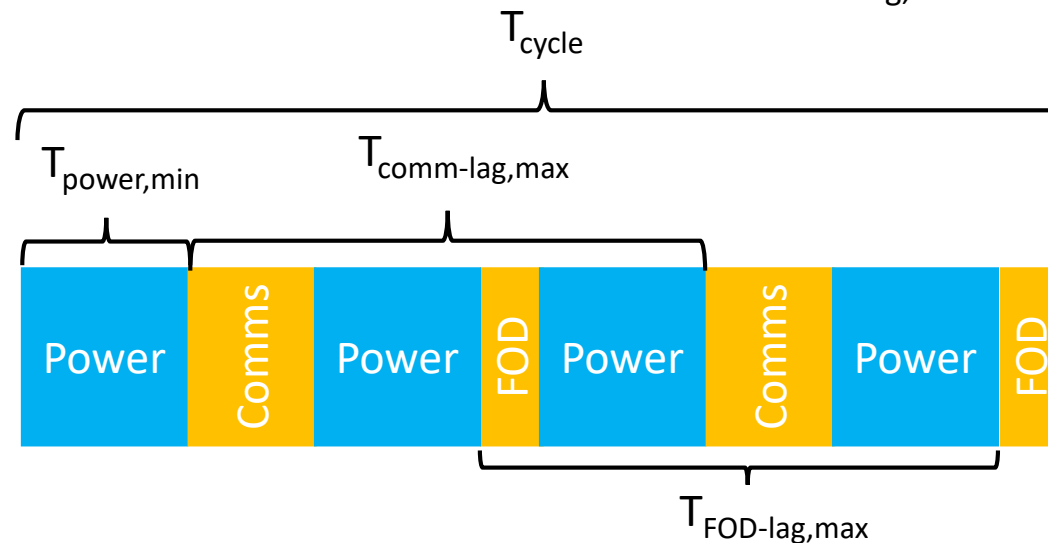 g,
T_cycle
T_power,min
T_comm-lag,max
Power Comms Power FOD Power Comms Power FOD
T_FOD-lag,max